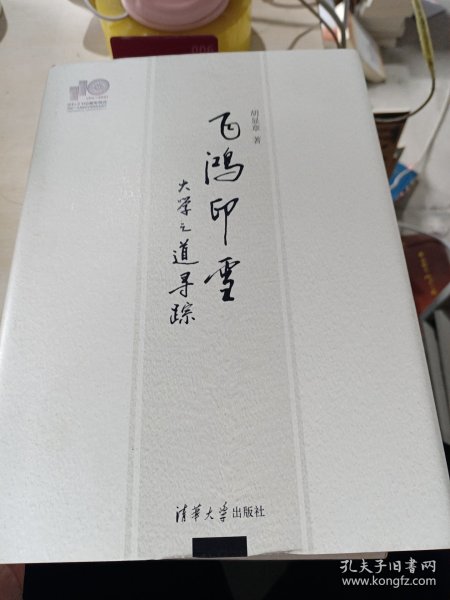 胡显章 著
飞鸿印雪
大学之道寻踪
清华大学出版社
孔夫子旧书网
www.kongfz.com